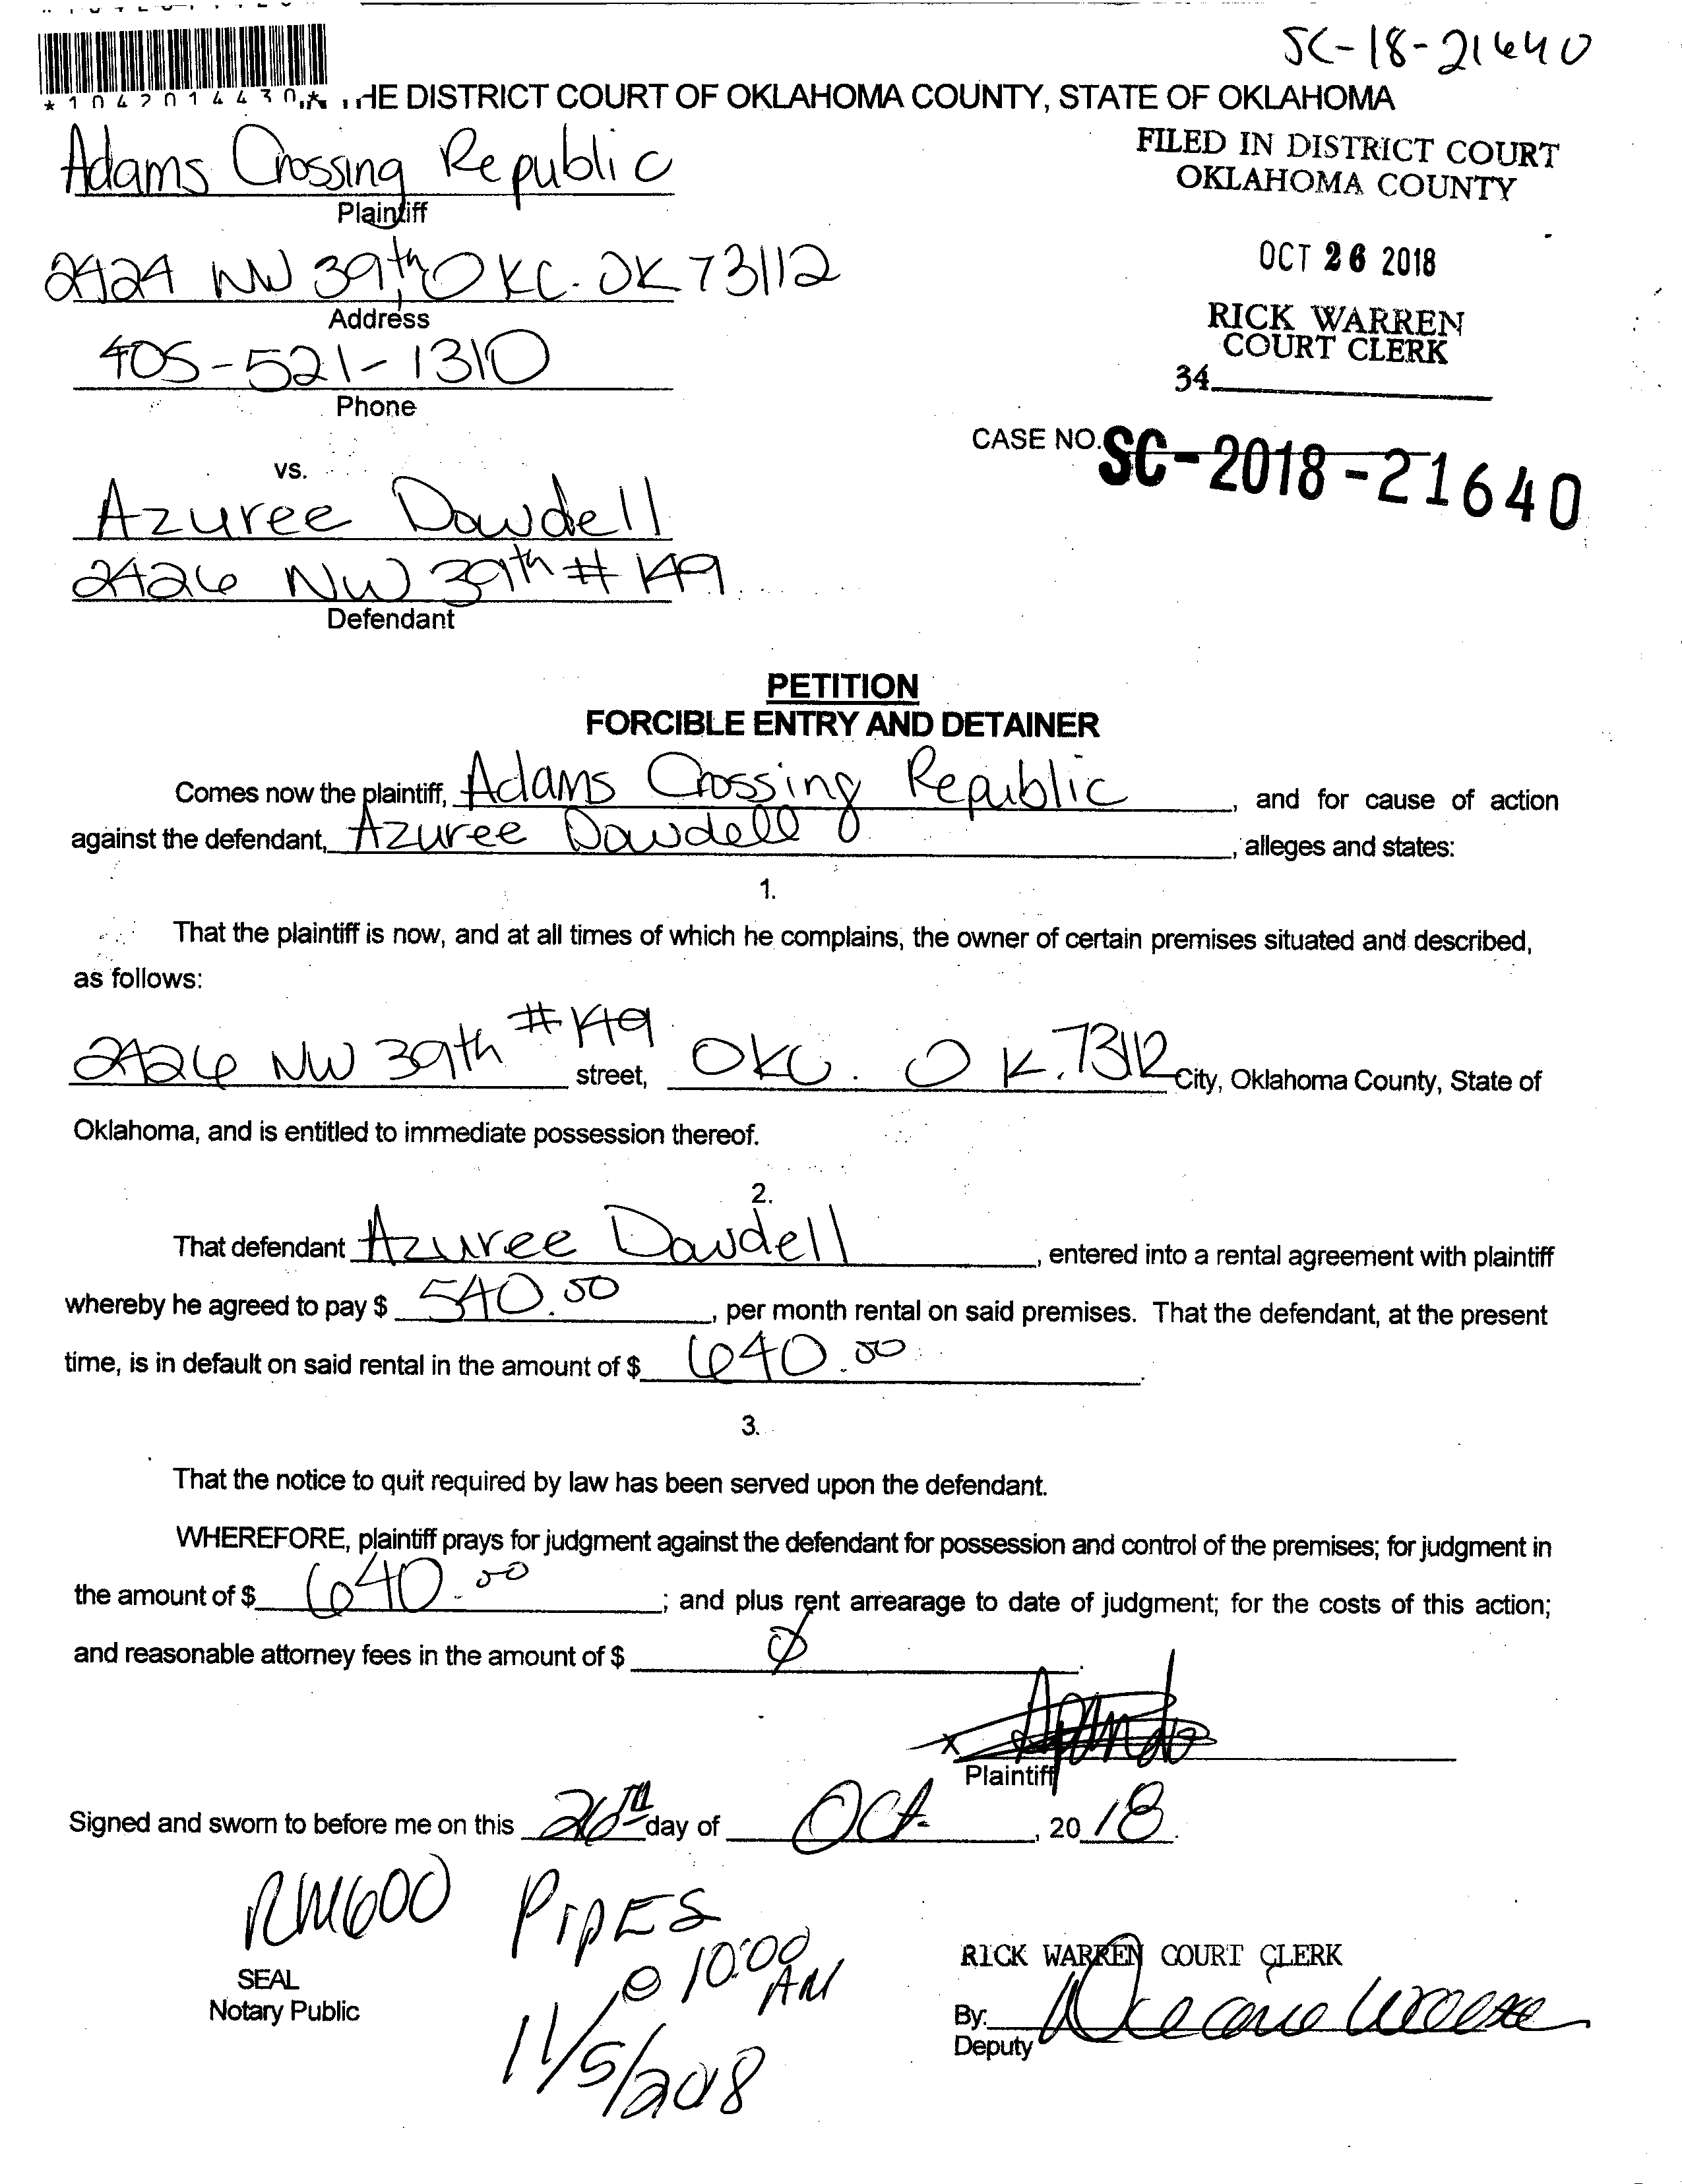 SC-18-21640
*1042014430* HE DISTRICT COURT OF OKLAHOMA COUNTY, STATE OF OKLAHOMA
Adams Crossing Republic
Plaintiff
FILED IN DISTRICT COURT
OKLAHOMA COUNTY
2424 NW 39th, OKC. OK 73112
Address
OCT 26 2018
405-521-1310
Phone
RICK WARREN
COURT CLERK
34
CASE NO. SC-2018-21640
vs.
Azuree Dowdell
2426 NW 39th #149
Defendant
PETITION
FORCIBLE ENTRY AND DETAINER
Comes now the plaintiff, Adams Crossing Republic, and for cause of action
against the defendant, Azuree Dowdell, alleges and states:
1.
That the plaintiff is now, and at all times of which he complains, the owner of certain premises situated and described,
as follows:
2426 NW 39th #149 street, OKC. OK. 73112 City, Oklahoma County, State of
Oklahoma, and is entitled to immediate possession thereof.
2.
That defendant Azuree Dowdell, entered into a rental agreement with plaintiff
whereby he agreed to pay $ 540.00, per month rental on said premises. That the defendant, at the present
time, is in default on said rental in the amount of $ 640.00.
3.
That the notice to quit required by law has been served upon the defendant.
WHEREFORE, plaintiff prays for judgment against the defendant for possession and control of the premises; for judgment in
the amount of $ 640.00; and plus rent arrearage to date of judgment; for the costs of this action;
and reasonable attorney fees in the amount of $ Ø.
x
Plaintiff
Signed and sworn to before me on this 26TH day of Oct., 2018.
RM600 PIPES
@ 10:00 AM
11/5/2018
SEAL
Notary Public
RICK WARREN COURT CLERK
By:
Deputy